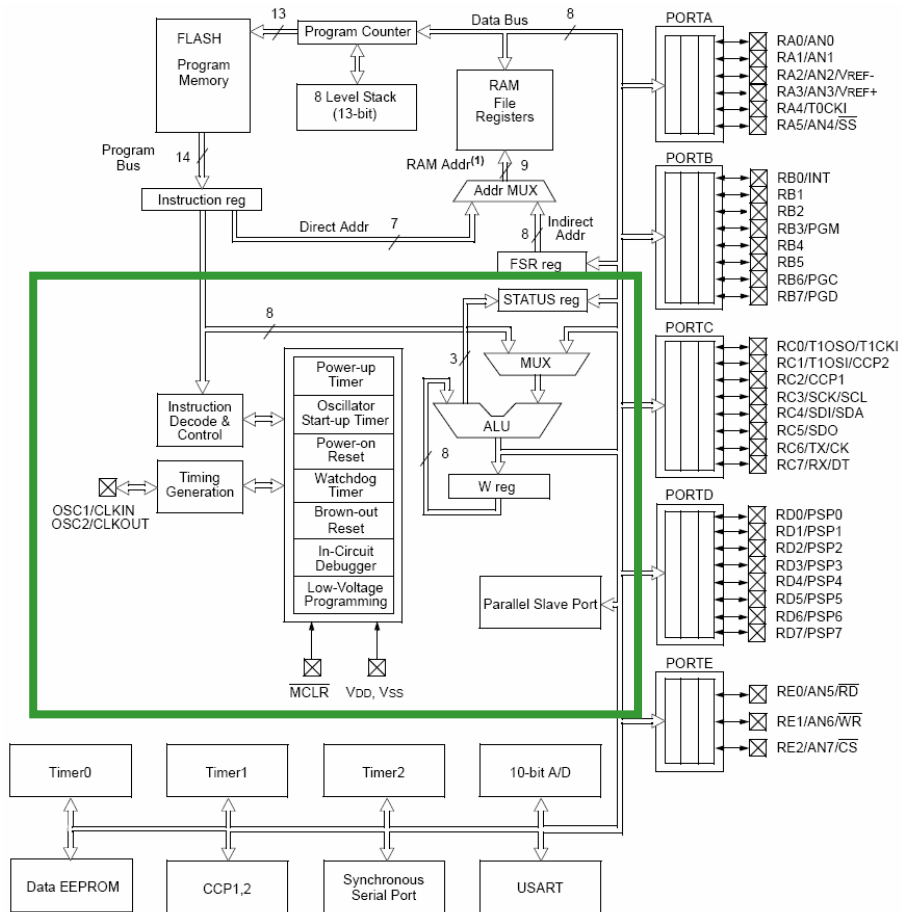 FLASH
Program
Memory
13
Program Counter
Data Bus
8
8 Level Stack
(13-bit)
RAM
File
Registers
Program
Bus
14
RAM Addr(1)
9
Addr MUX
Instruction reg
Direct Addr
7
8
Indirect
Addr
FSR reg
STATUS reg
8
3
MUX
Power-up
Timer
Oscillator
Start-up Timer
Power-on
Reset
Watchdog
Timer
Brown-out
Reset
In-Circuit
Debugger
Low-Voltage
Programming
Instruction
Decode &
Control
ALU
8
W reg
Timing
Generation
OSC1/CLKIN
OSC2/CLKOUT
Parallel Slave Port
MCLR
VDD, VSS
PORTA
RA0/AN0
RA1/AN1
RA2/AN2/VREF-
RA3/AN3/VREF+
RA4/T0CKI
RA5/AN4/SS
PORTB
RB0/INT
RB1
RB2
RB3/PGM
RB4
RB5
RB6/PGC
RB7/PGD
PORTC
RC0/T1OSO/T1CKI
RC1/T1OSI/CCP2
RC2/CCP1
RC3/SCK/SCL
RC4/SDI/SDA
RC5/SDO
RC6/TX/CK
RC7/RX/DT
PORTD
RD0/PSP0
RD1/PSP1
RD2/PSP2
RD3/PSP3
RD4/PSP4
RD5/PSP5
RD6/PSP6
RD7/PSP7
PORTE
RE0/AN5/RD
RE1/AN6/WR
RE2/AN7/CS
Timer0
Timer1
Timer2
10-bit A/D
Data EEPROM
CCP1,2
Synchronous
Serial Port
USART